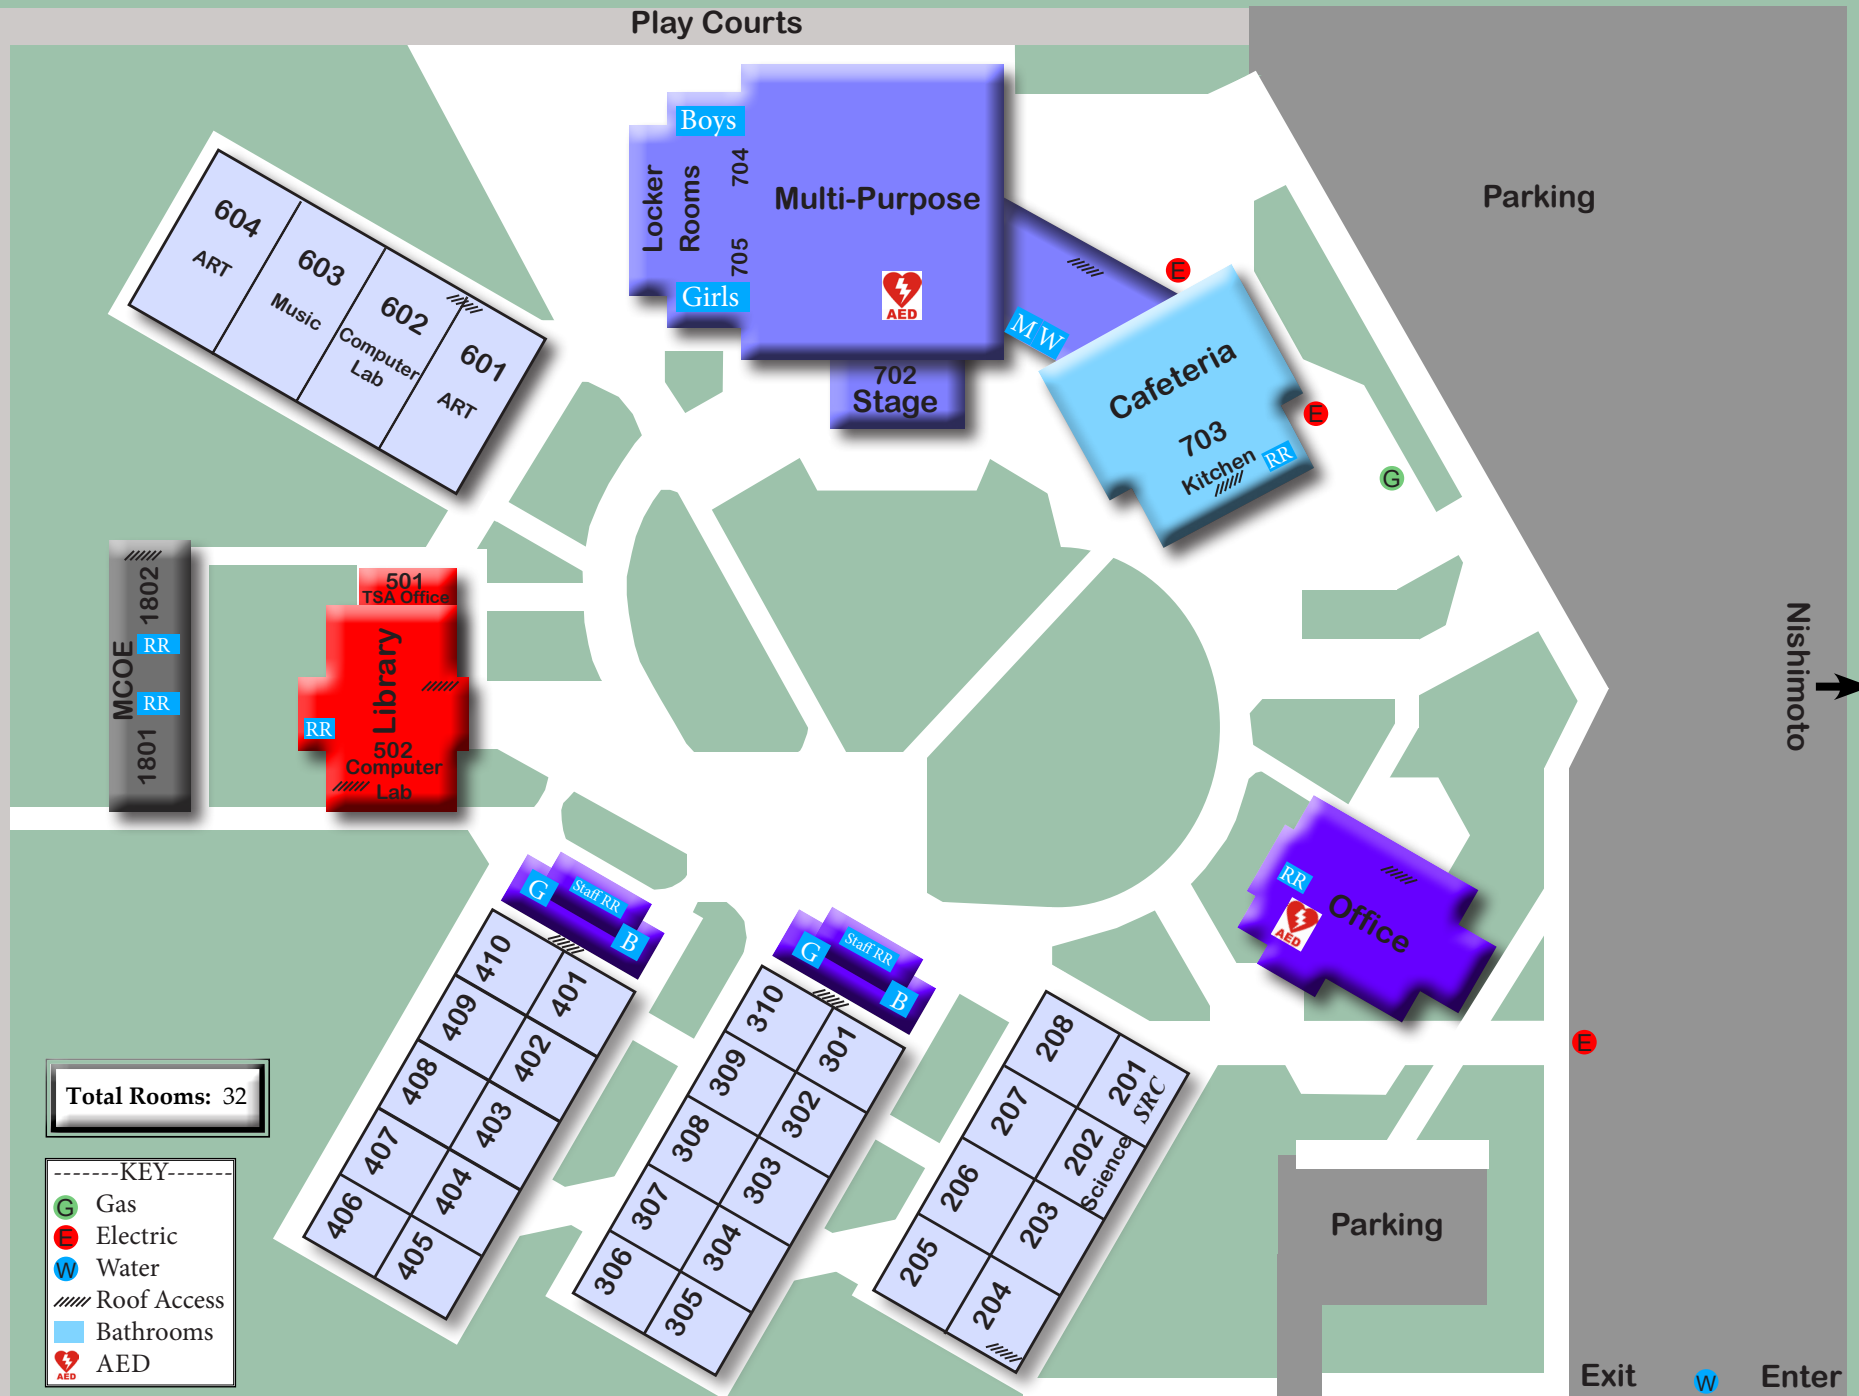 Play Courts
Parking
Boys
704
Locker
Rooms
Multi-Purpose
705
Girls
AED
M W
E
702
Stage
Cafeteria
703
Kitchen
RR
E
G
604
ART
603
Music
602
Computer
Lab
601
ART
1802
RR
MCOE
RR
1801
501
TSA Office
Library
RR
502
Computer
Lab
Nishimoto
RR
Office
AED
E
G
Staff RR
B
G
Staff RR
B
410
401
409
402
408
403
407
404
406
405
310
301
309
302
308
303
307
304
306
305
208
201
SRC
207
202
Science
206
203
205
204
Total Rooms: 32
-------KEY-------
G Gas
E Electric
W Water
Roof Access
Bathrooms
AED AED
Parking
Exit
W
Enter